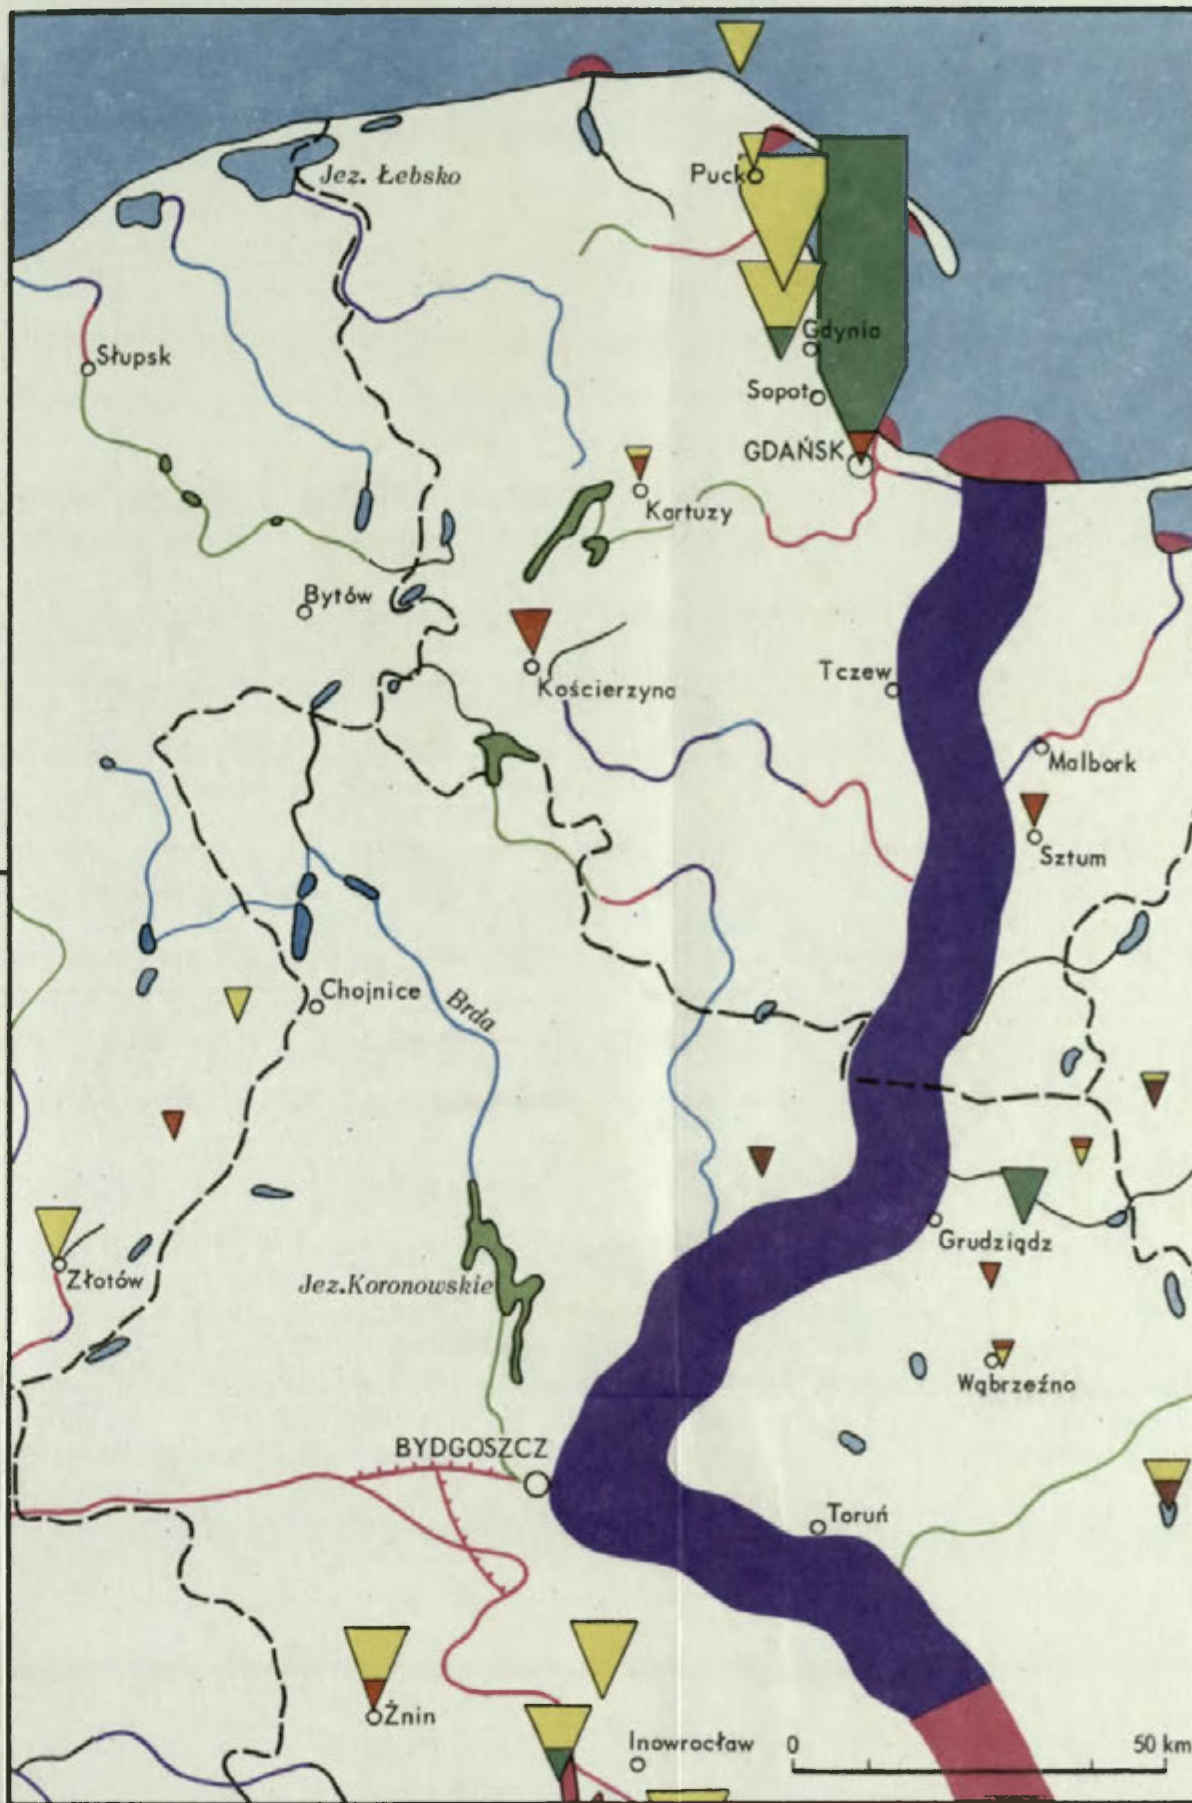 Jez. Łebsko
Puck
Słupsk
Gdynia
Sopot
GDAŃSK
Kartuzy
Bytów
Kościerzyna
Tczew
Malbork
Sztum
Chojnice
Brda
Grudziądz
Złotów
Jez.Koronowskie
Wąbrzeźno
BYDGOSZCZ
Toruń
Żnin
Inowrocław
0 50 km